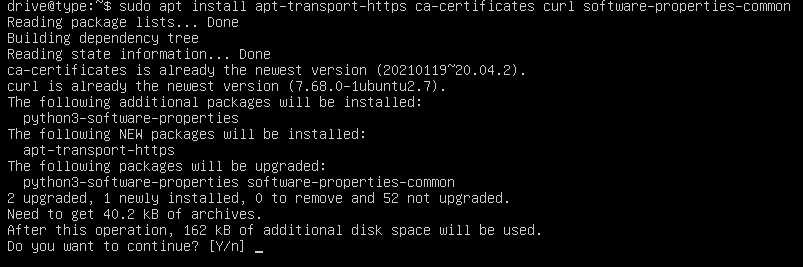 drive@type:~$ sudo apt install apt-transport-https ca-certificates curl software-properties-common
Reading package lists... Done
Building dependency tree
Reading state information... Done
ca-certificates is already the newest version (20210119~20.04.2).
curl is already the newest version (7.68.0-1ubuntu2.7).
The following additional packages will be installed:
  python3-software-properties
The following NEW packages will be installed:
  apt-transport-https
The following packages will be upgraded:
  python3-software-properties software-properties-common
2 upgraded, 1 newly installed, 0 to remove and 52 not upgraded.
Need to get 40.2 kB of archives.
After this operation, 162 kB of additional disk space will be used.
Do you want to continue? [Y/n] _